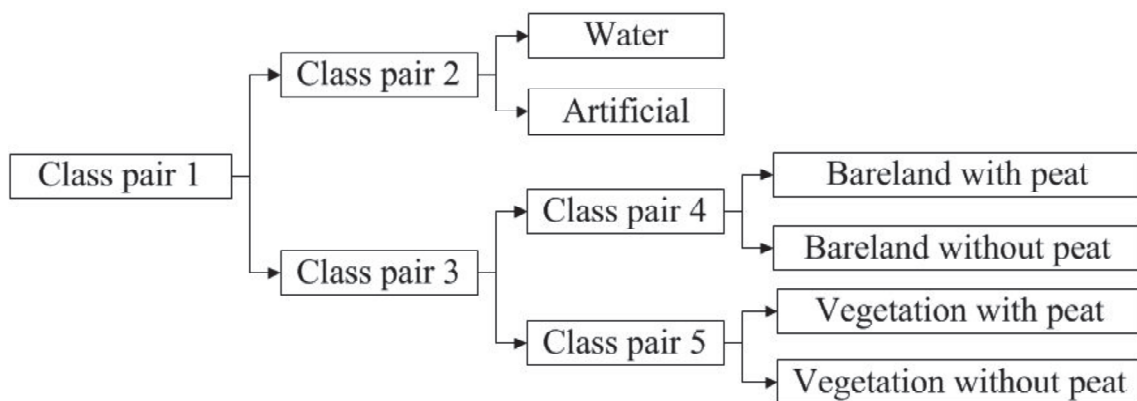 Water
Class pair 2
Artificial
Class pair 1
Bareland with peat
Class pair 4
Bareland without peat
Class pair 3
Vegetation with peat
Class pair 5
Vegetation without peat